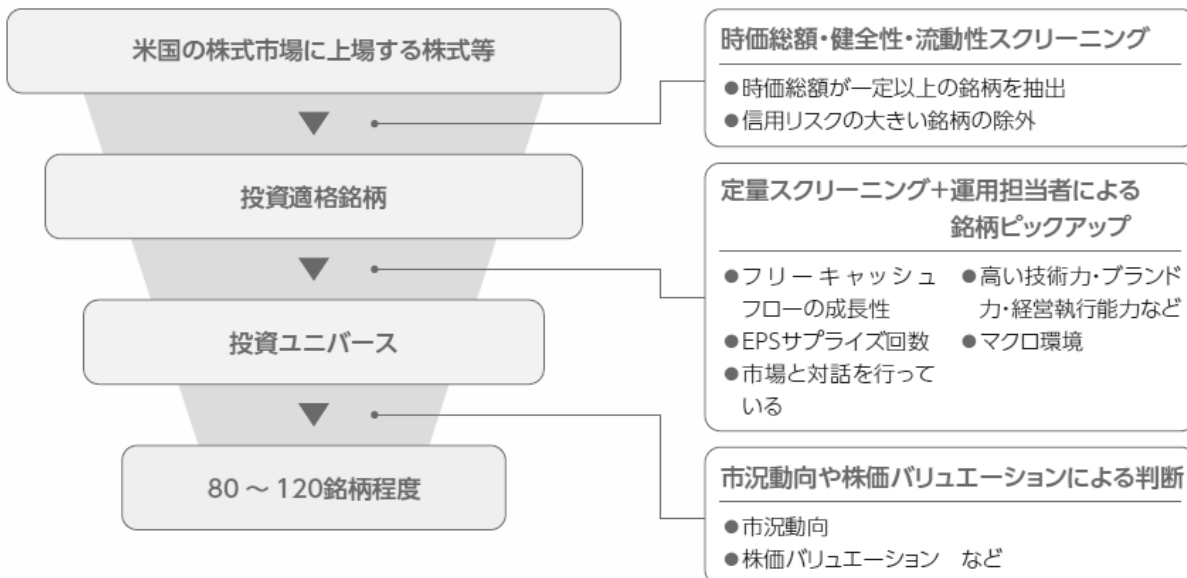 米国の株式市場に上場する株式等
投資適格銘柄
投資ユニバース
80 ～ 120銘柄程度
時価総額・健全性・流動性スクリーニング
●時価総額が一定以上の銘柄を抽出
●信用リスクの大きい銘柄の除外
定量スクリーニング＋運用担当者による
銘柄ピックアップ
●フリーキャッシュ
フローの成長性
●EPSサプライズ回数
●市場と対話を行って
いる
●高い技術力・ブランド
力・経営執行能力など
●マクロ環境
市況動向や株価バリュエーションによる判断
●市況動向
●株価バリュエーション　など